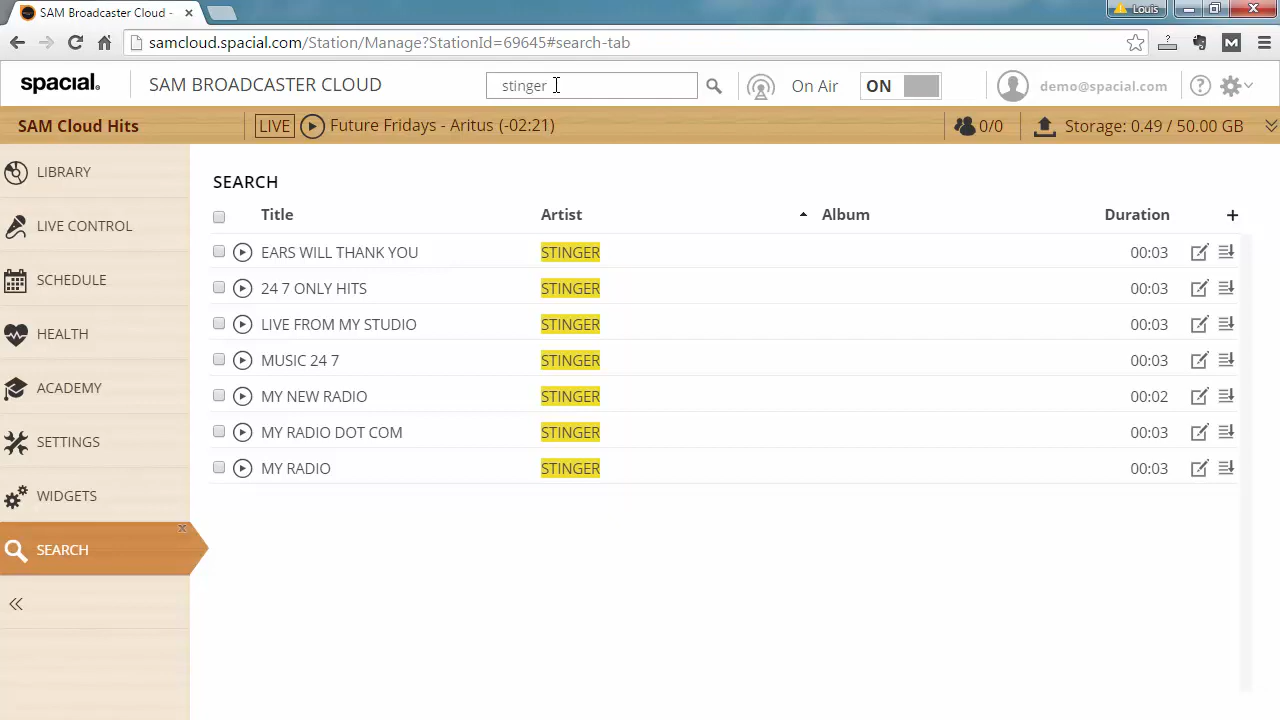 SAM Broadcaster Cloud -
Louis
samcloud.spacial.com/Station/Manage?StationId=69645#search-tab
spacial.
SAM BROADCASTER CLOUD
stinger
On Air
ON
demo@spacial.com
SAM Cloud Hits
LIVE
Future Fridays - Aritus (-02:21)
0/0
Storage: 0.49 / 50.00 GB
LIBRARY
LIVE CONTROL
SCHEDULE
HEALTH
ACADEMY
SETTINGS
WIDGETS
SEARCH
SEARCH
Title Artist Album Duration
EARS WILL THANK YOU STINGER 00:03
24 7 ONLY HITS STINGER 00:03
LIVE FROM MY STUDIO STINGER 00:03
MUSIC 24 7 STINGER 00:03
MY NEW RADIO STINGER 00:02
MY RADIO DOT COM STINGER 00:03
MY RADIO STINGER 00:03